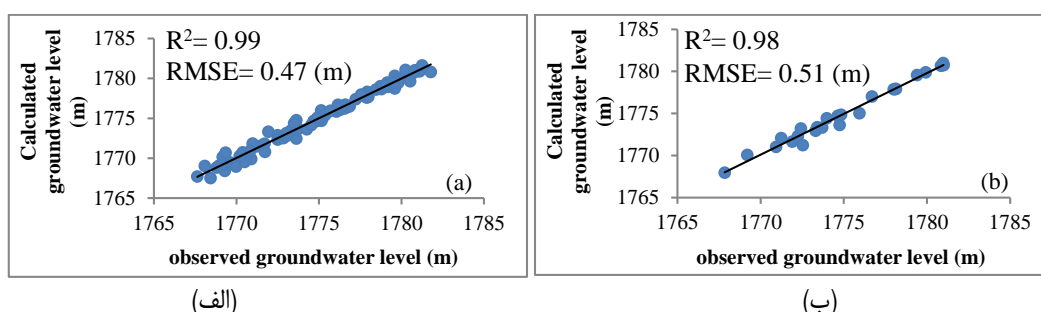 Calculated
groundwater level
(m)
1785
1780
1775
1770
1765
R²= 0.99
RMSE= 0.47 (m)
(a)
1765 1770 1775 1780 1785
observed groundwater level (m)
(الف)
Calculated
groundwater level
(m)
1785
1780
1775
1770
1765
R²= 0.98
RMSE= 0.51 (m)
(b)
1765 1770 1775 1780 1785
observed groundwater level (m)
(ب)